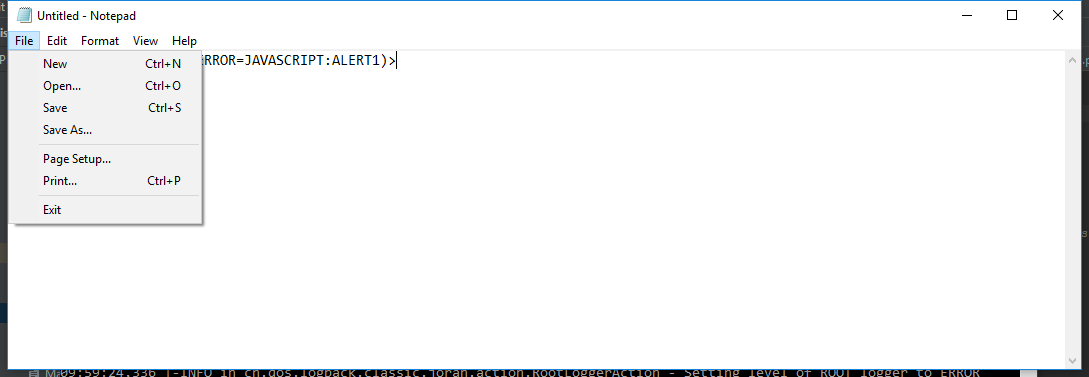 Untitled - Notepad
File Edit Format View Help
RROR=JAVASCRIPT:ALERT1)>
New Ctrl+N
Open... Ctrl+O
Save Ctrl+S
Save As...
Page Setup...
Print... Ctrl+P
Exit
09:59:24.336 |-INFO in ch.qos.logback.classic.joran.action.RootLoggerAction - Setting level of ROOT logger to ERROR